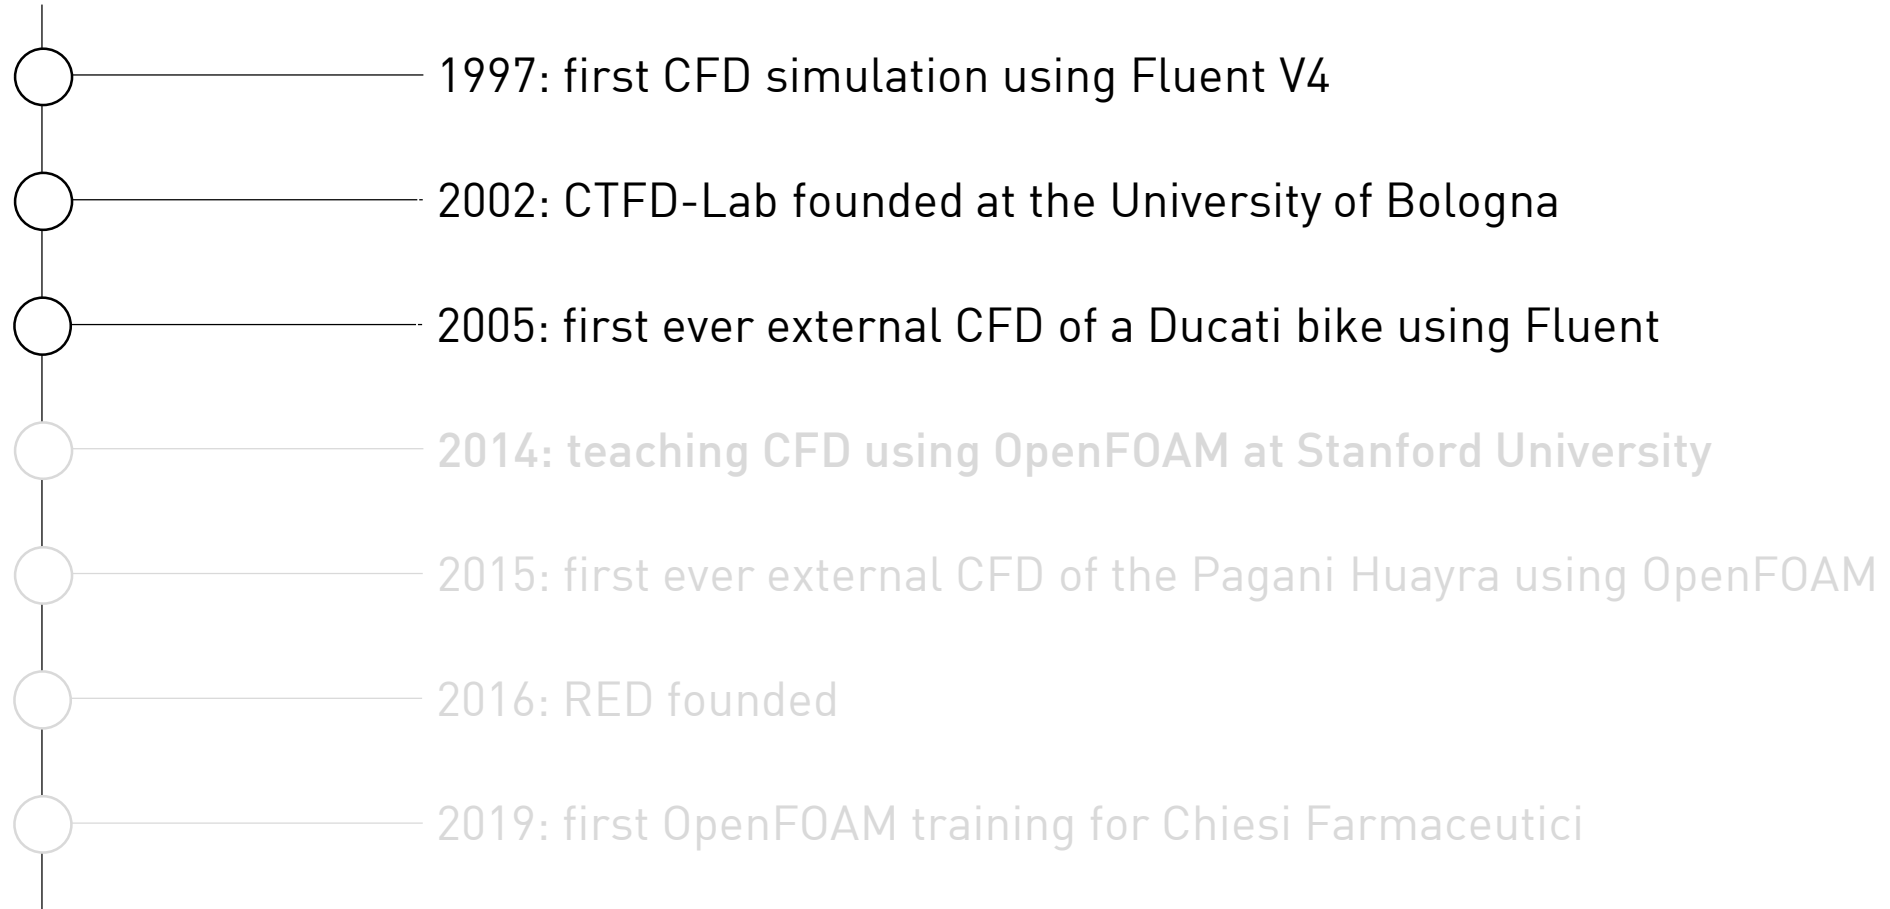 1997: first CFD simulation using Fluent V4
2002: CTFD-Lab founded at the University of Bologna
2005: first ever external CFD of a Ducati bike using Fluent
2014: teaching CFD using OpenFOAM at Stanford University
2015: first ever external CFD of the Pagani Huayra using OpenFOAM
2016: RED founded
2019: first OpenFOAM training for Chiesi Farmaceutici